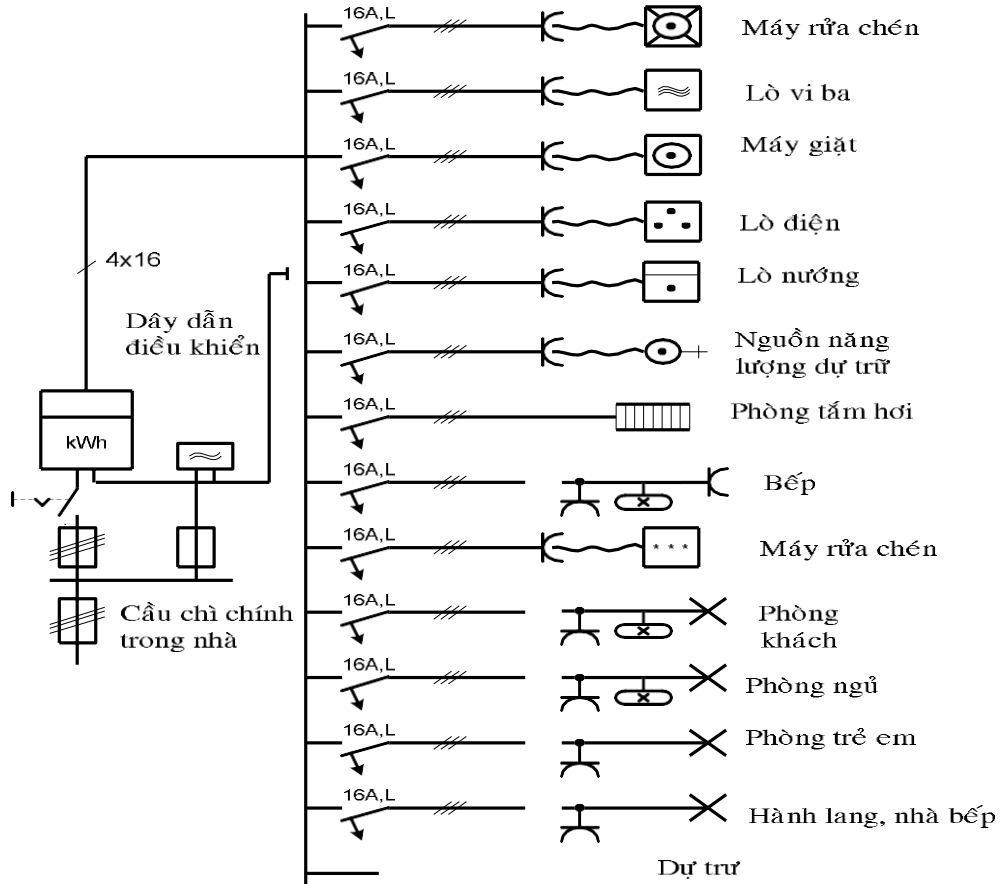 16A,L
Máy rửa chén
16A,L
Lò vi ba
16A,L
Máy giặt
16A,L
Lò điện
4x16
16A,L
Lò nướng
Dây dẫn
điều khiển
16A,L
Nguồn năng
lượng dự trữ
16A,L
Phòng tắm hơi
kWh
16A,L
Bếp
16A,L
* * *
Máy rửa chén
Cầu chì chính
trong nhà
16A,L
Phòng
khách
16A,L
Phòng ngủ
16A,L
Phòng trẻ em
16A,L
Hành lang, nhà bếp
Dự trư